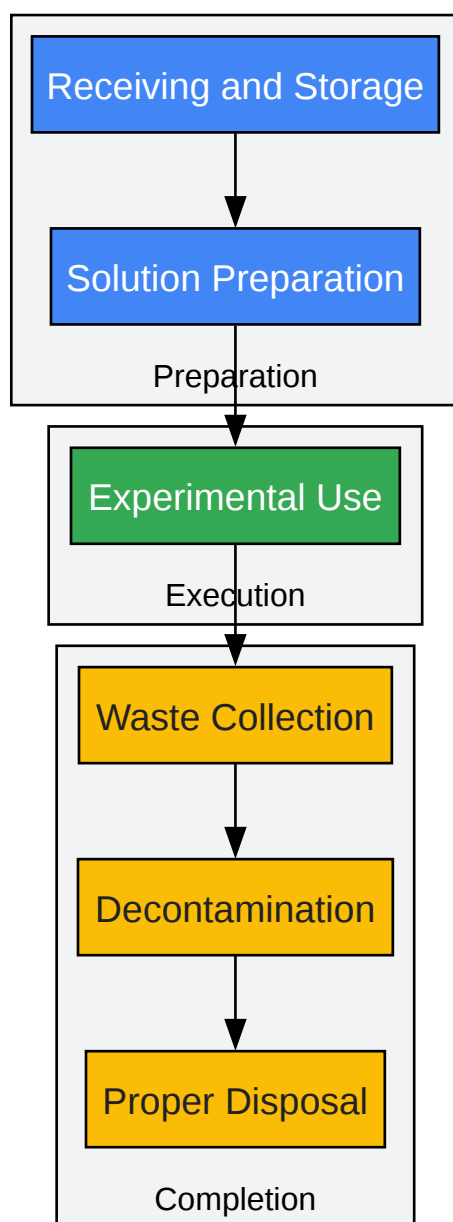 Receiving and Storage
Solution Preparation
Preparation
Experimental Use
Execution
Waste Collection
Decontamination
Proper Disposal
Completion